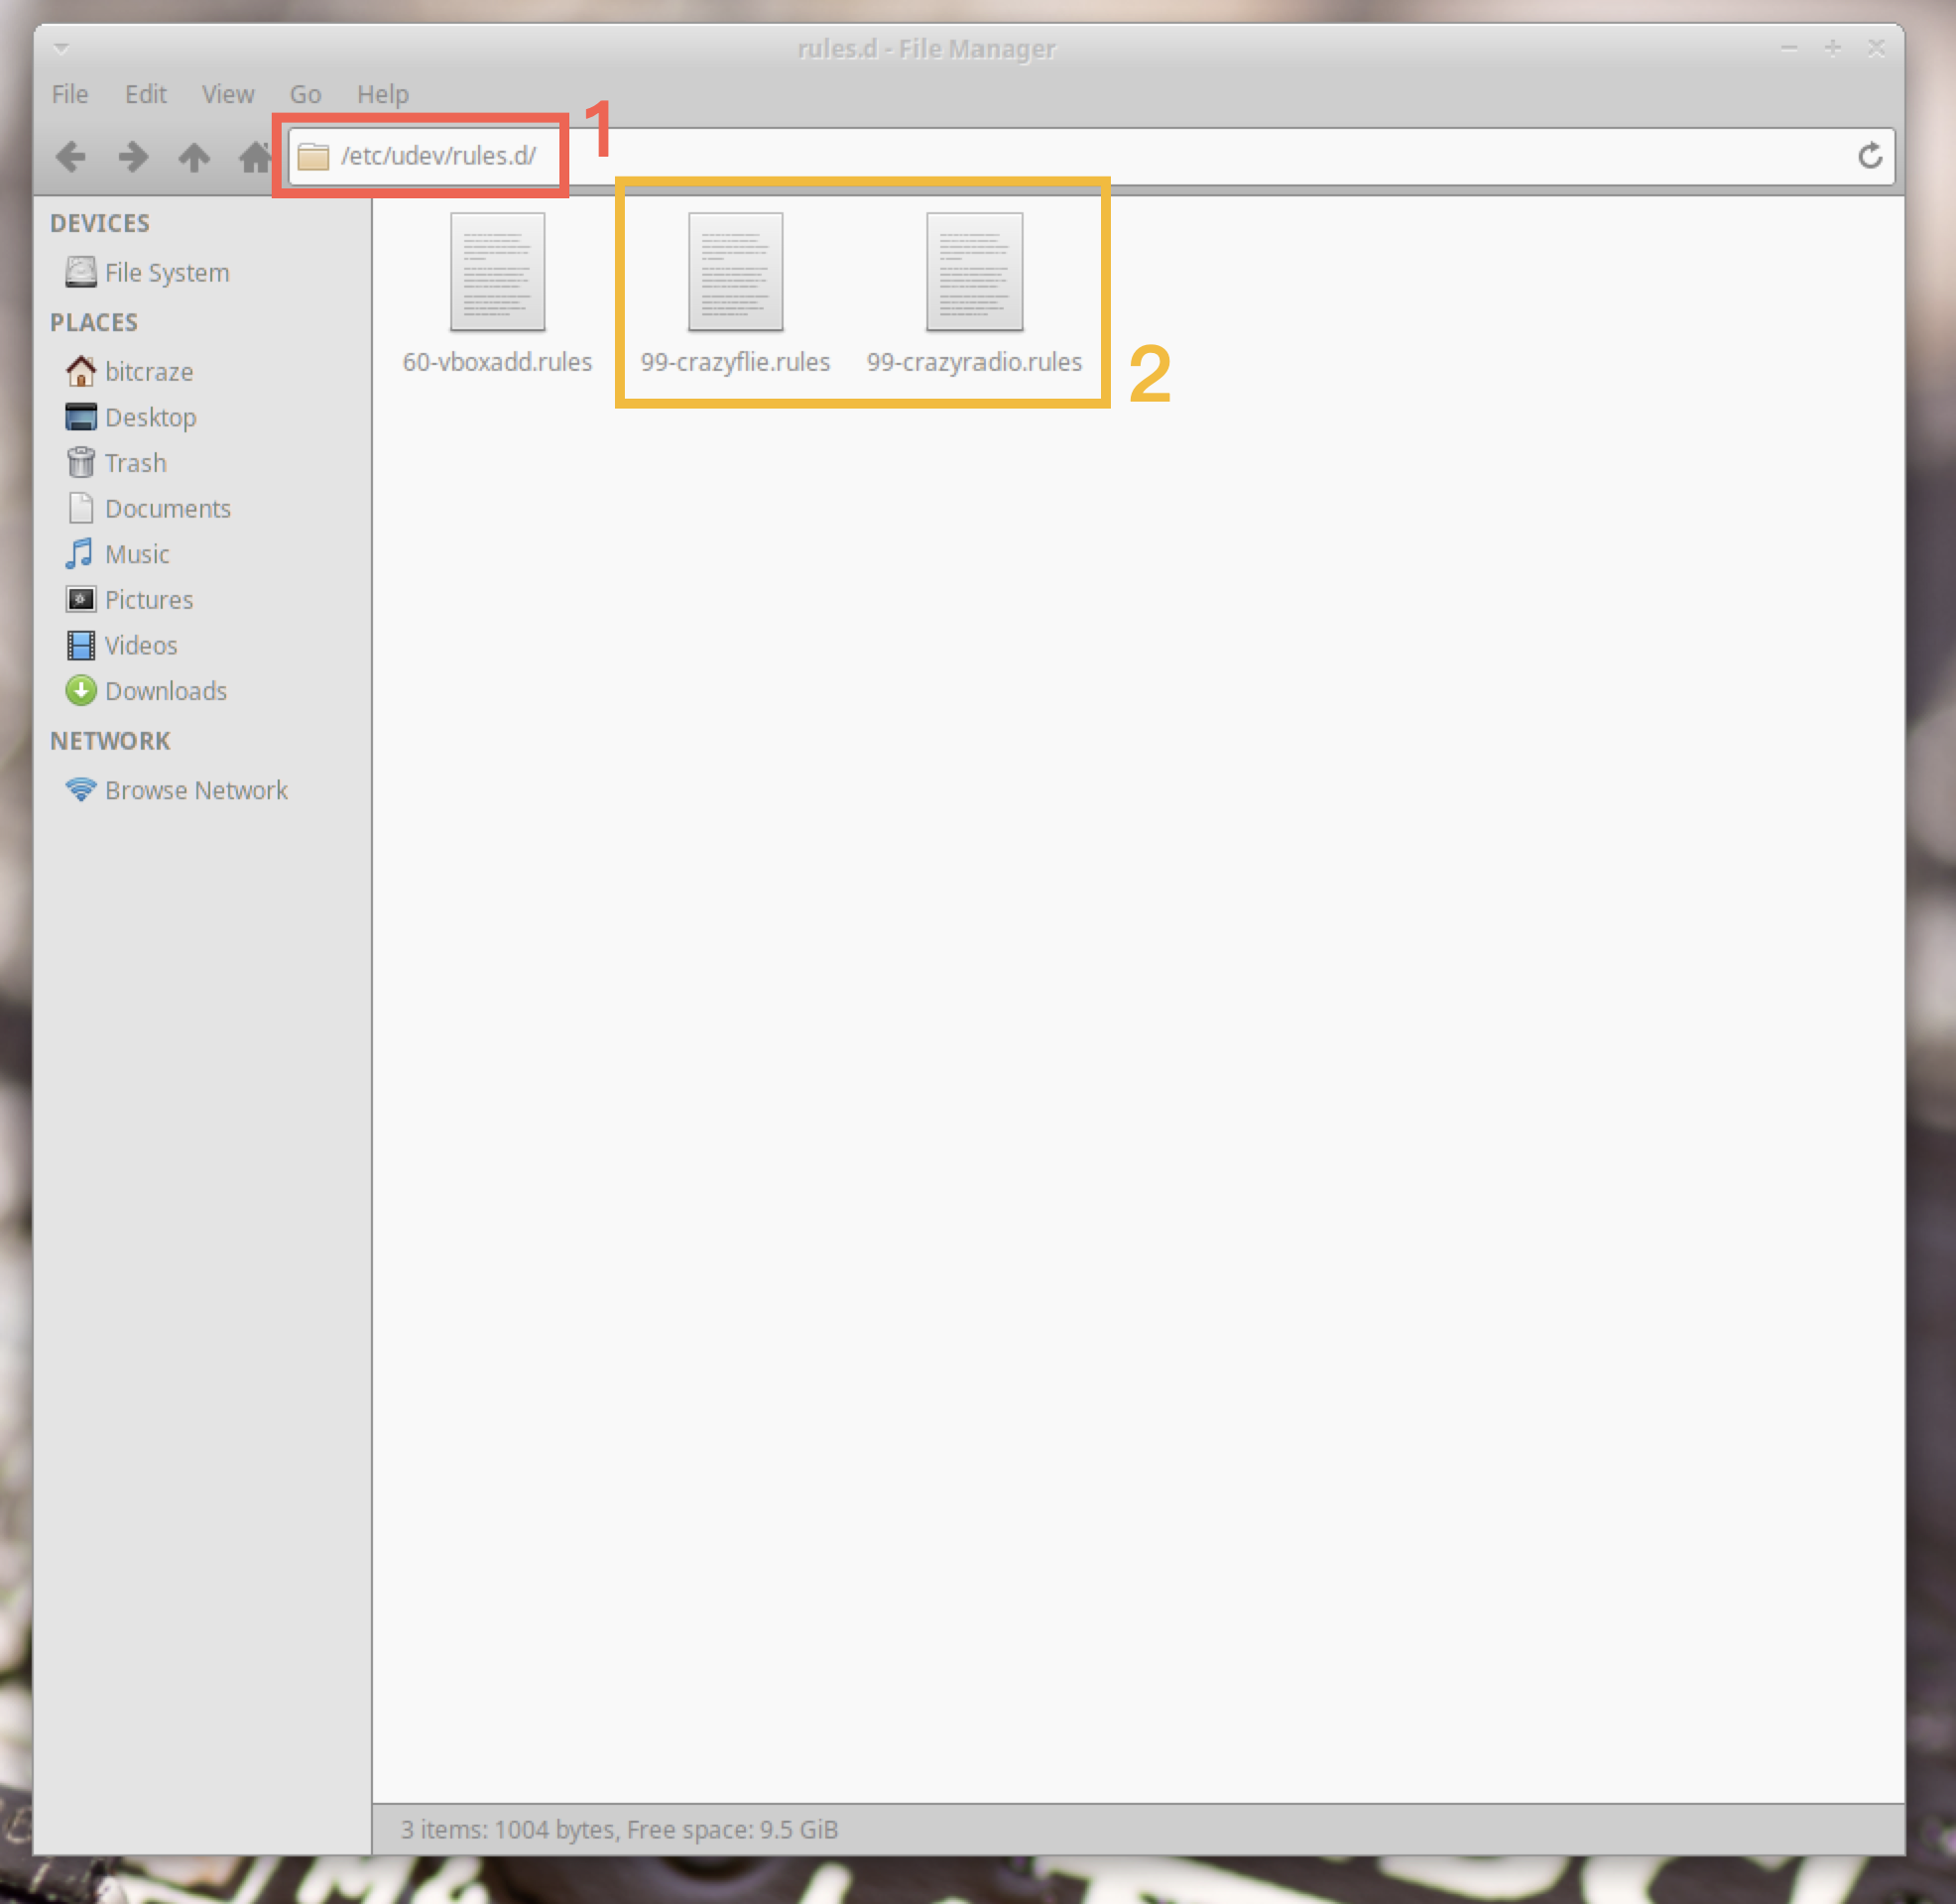 rules.d - File Manager
File Edit View Go Help
/etc/udev/rules.d/
1
DEVICES
File System
PLACES
bitcraze
Desktop
Trash
Documents
Music
Pictures
Videos
Downloads
NETWORK
Browse Network
60-vboxadd.rules 99-crazyflie.rules 99-crazyradio.rules
2
3 items: 1004 bytes, Free space: 9.5 GiB